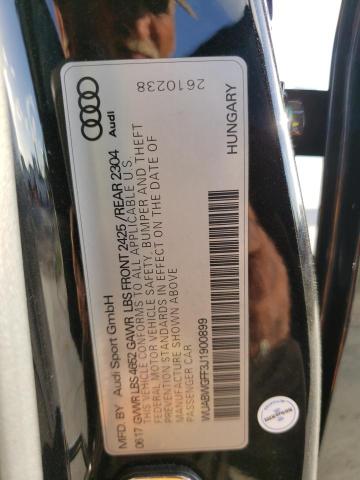 2610238
Audi
HUNGARY
MFD. BY Audi Sport GmbH
06.17 GVWR LBS 4652 GAWR LBS FRONT 2425 / REAR 2304
THIS VEHICLE CONFORMS TO ALL APPLICABLE U.S.
FEDERAL MOTOR VEHICLE SAFETY, BUMPER AND THEFT
PREVENTION STANDARDS IN EFFECT ON THE DATE OF
MANUFACTURE SHOWN ABOVE
PASSENGER CAR
WUABWGFF3J1900899